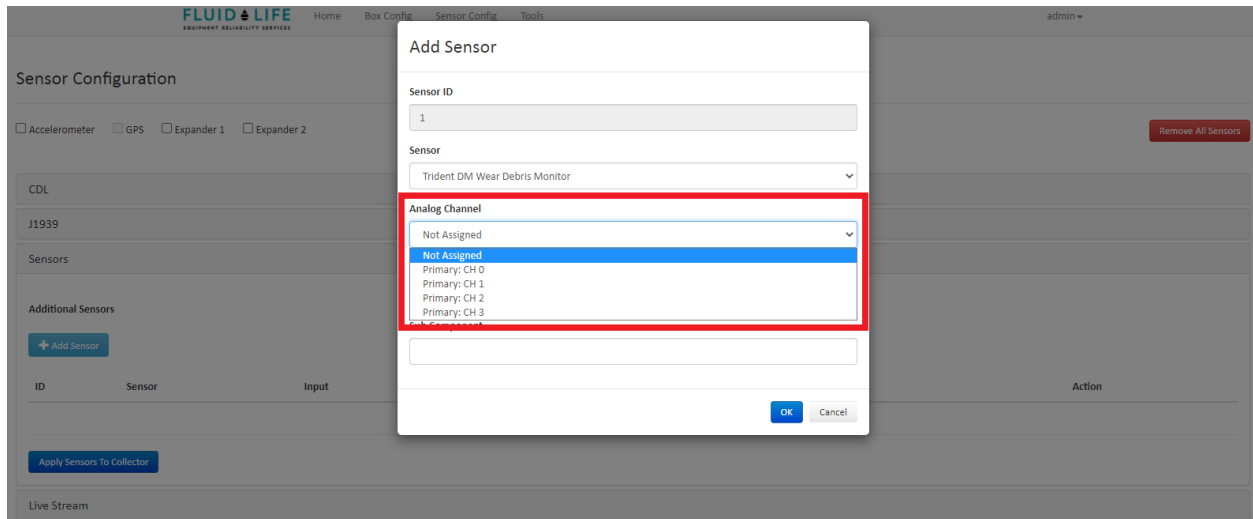 FLUID LIFE
EQUIPMENT RELIABILITY SERVICES
Home Box Config Sensor Config Tools admin
Add Sensor
Sensor Configuration
Sensor ID
1
Accelerometer GPS Expander 1 Expander 2
Remove All Sensors
Sensor
Trident DM Wear Debris Monitor
CDL
Analog Channel
J1939
Not Assigned
Not Assigned
Primary: CH 0
Primary: CH 1
Primary: CH 2
Primary: CH 3
Sensors
Additional Sensors
Sub Component
Add Sensor
ID Sensor Input Action
OK Cancel
Apply Sensors To Collector
Live Stream